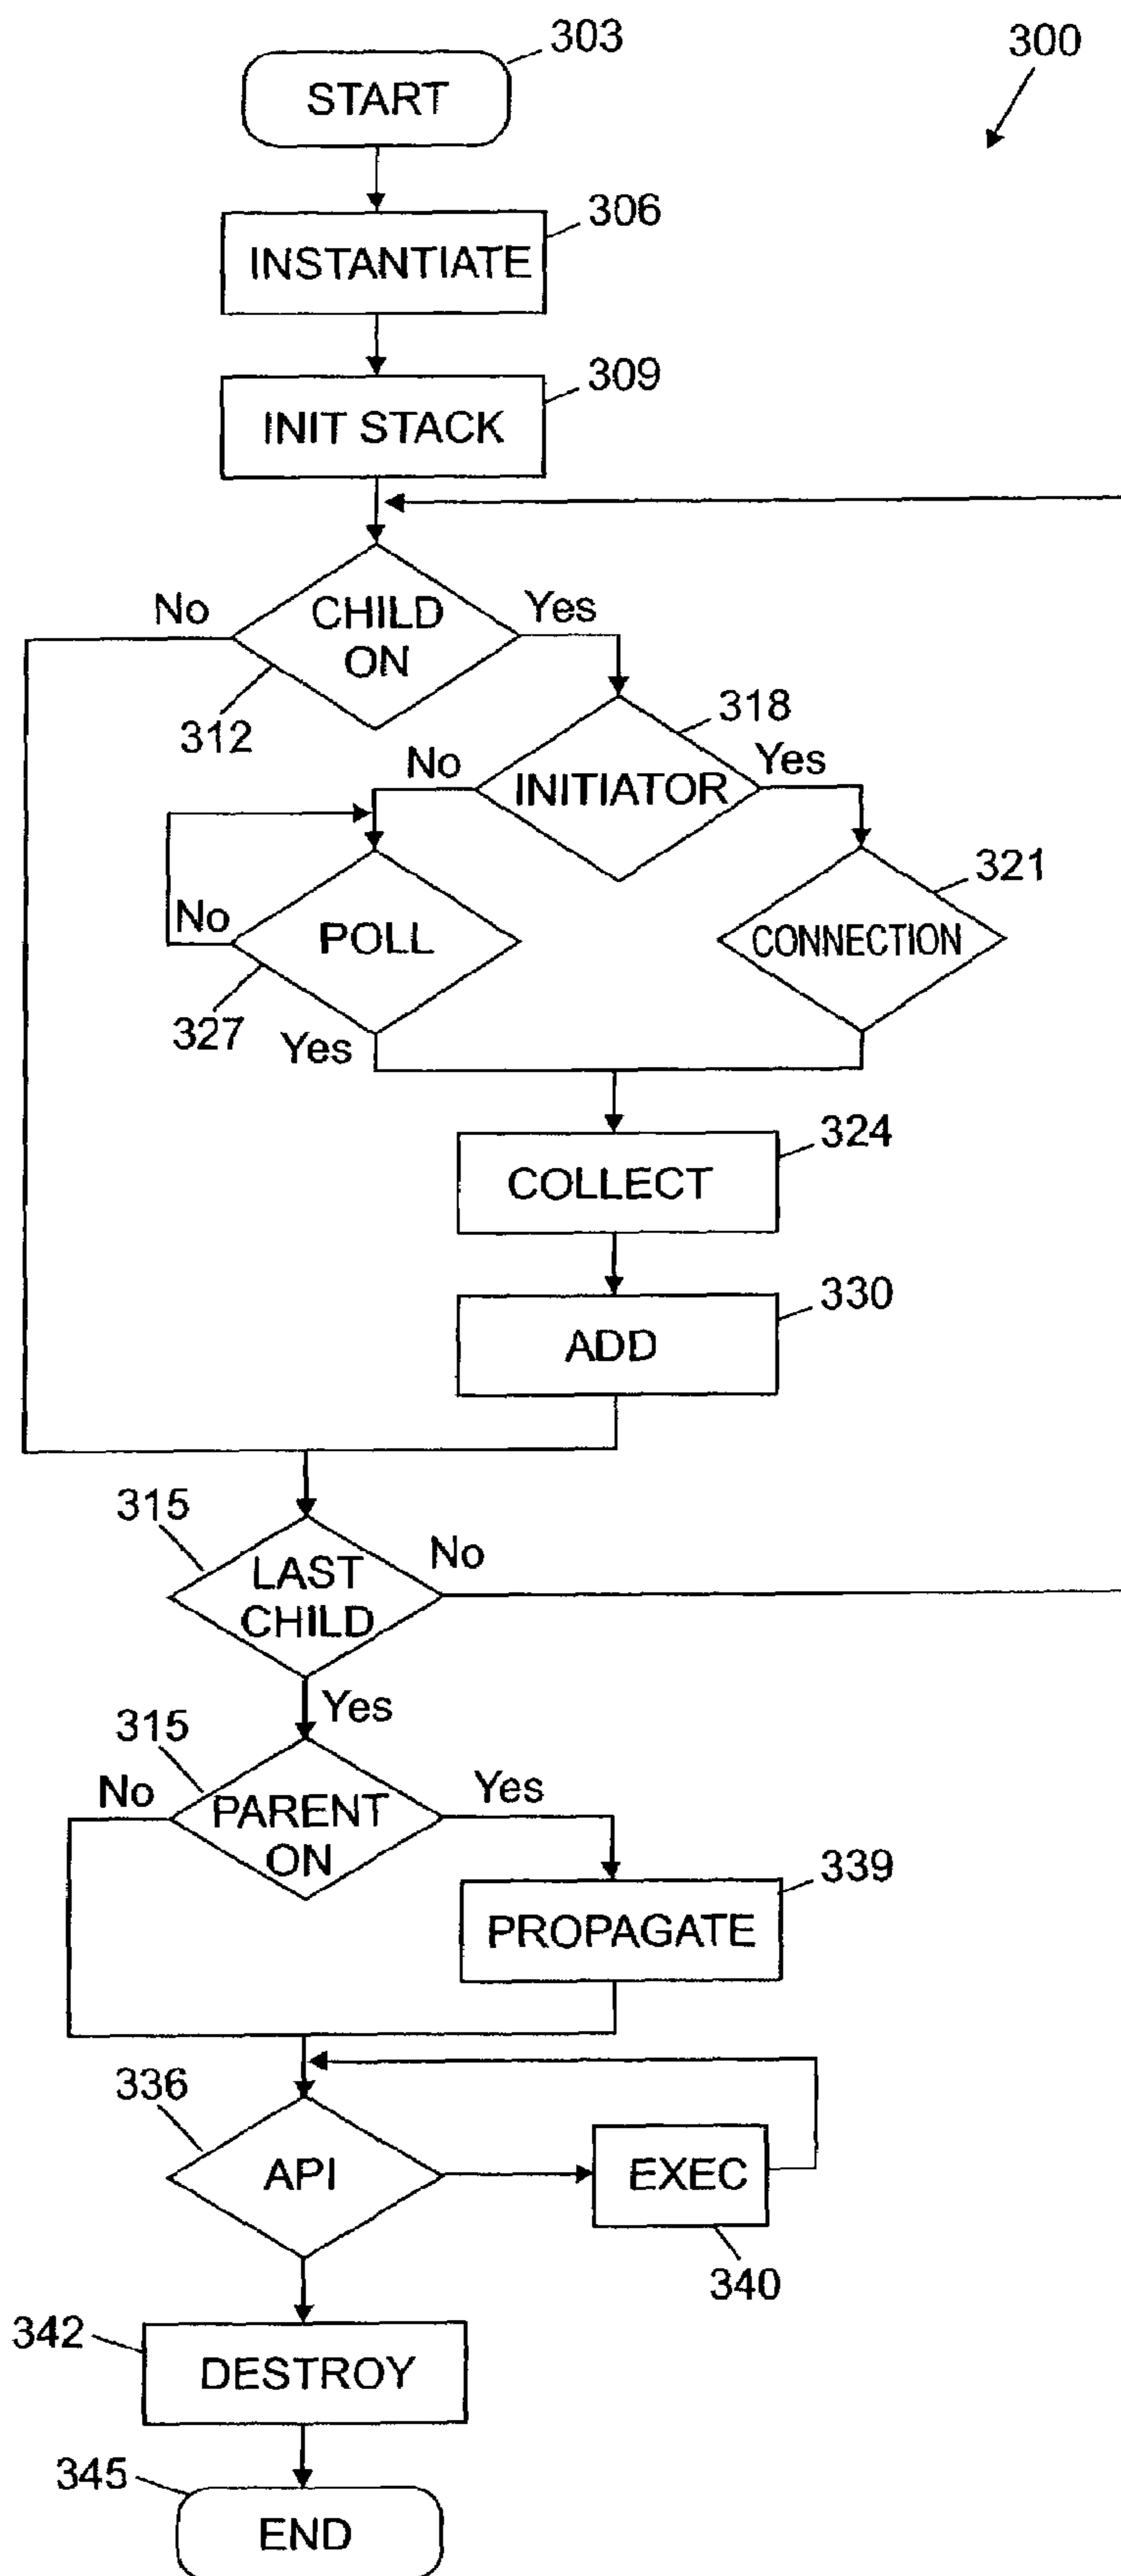 303
300
START
306
INSTANTIATE
309
INIT STACK
No
CHILD
ON
Yes
312
318
No
INITIATOR
Yes
321
No
POLL
CONNECTION
327
Yes
324
COLLECT
330
ADD
315
LAST
CHILD
No
Yes
315
No
PARENT
ON
Yes
339
PROPAGATE
336
API
EXEC
340
342
DESTROY
345
END